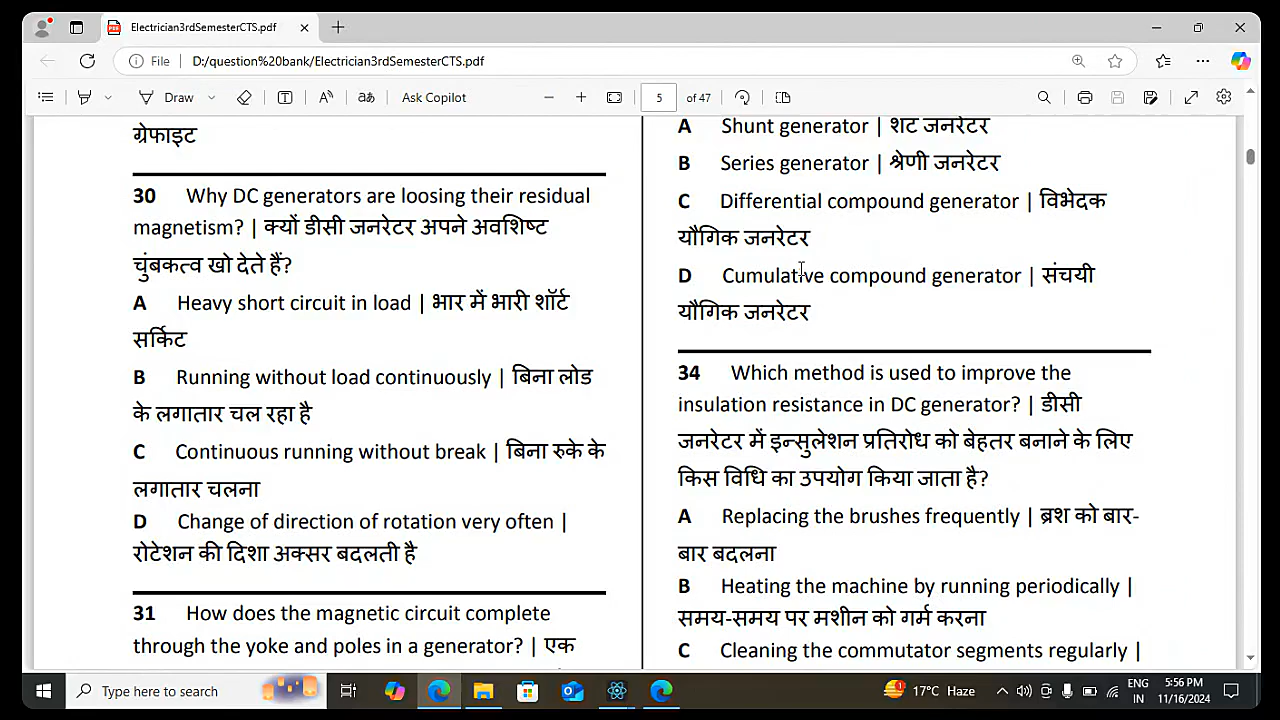 Electrician3rdSemesterCTS.pdf
File D:/question%20bank/Electrician3rdSemesterCTS.pdf
Draw
Ask Copilot
5 of 47
ग्रेफाइट
30 Why DC generators are loosing their residual
magnetism? | क्यों डीसी जनरेटर अपने अवशिष्ट
चुंबकत्व खो देते हैं?
A Heavy short circuit in load | भार में भारी शॉर्ट
सर्किट
B Running without load continuously | बिना लोड
के लगातार चल रहा है
C Continuous running without break | बिना रुके के
लगातार चलना
D Change of direction of rotation very often |
रोटेशन की दिशा अक्सर बदलती है
31 How does the magnetic circuit complete
through the yoke and poles in a generator? | एक
A Shunt generator | शंट जनरेटर
B Series generator | श्रेणी जनरेटर
C Differential compound generator | विभेदक
यौगिक जनरेटर
D Cumulative compound generator | संचयी
यौगिक जनरेटर
34 Which method is used to improve the
insulation resistance in DC generator? | डीसी
जनरेटर में इन्सुलेशन प्रतिरोध को बेहतर बनाने के लिए
किस विधि का उपयोग किया जाता है?
A Replacing the brushes frequently | ब्रश को बार-
बार बदलना
B Heating the machine by running periodically |
समय-समय पर मशीन को गर्म करना
C Cleaning the commutator segments regularly |
Type here to search
17°C Haze
ENG
IN
5:56 PM
11/16/2024